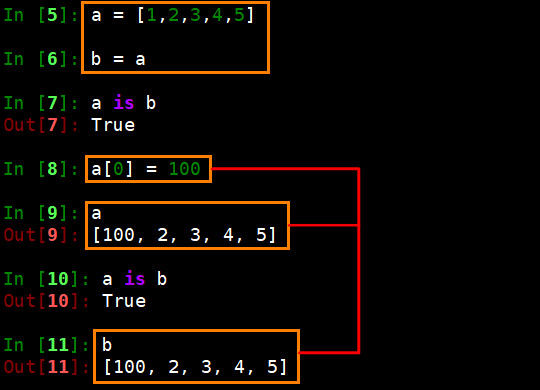 In [5]: a = [1,2,3,4,5]
In [6]: b = a
In [7]: a is b
Out[7]: True
In [8]: a[0] = 100
In [9]: a
Out[9]: [100, 2, 3, 4, 5]
In [10]: a is b
Out[10]: True
In [11]: b
Out[11]: [100, 2, 3, 4, 5]